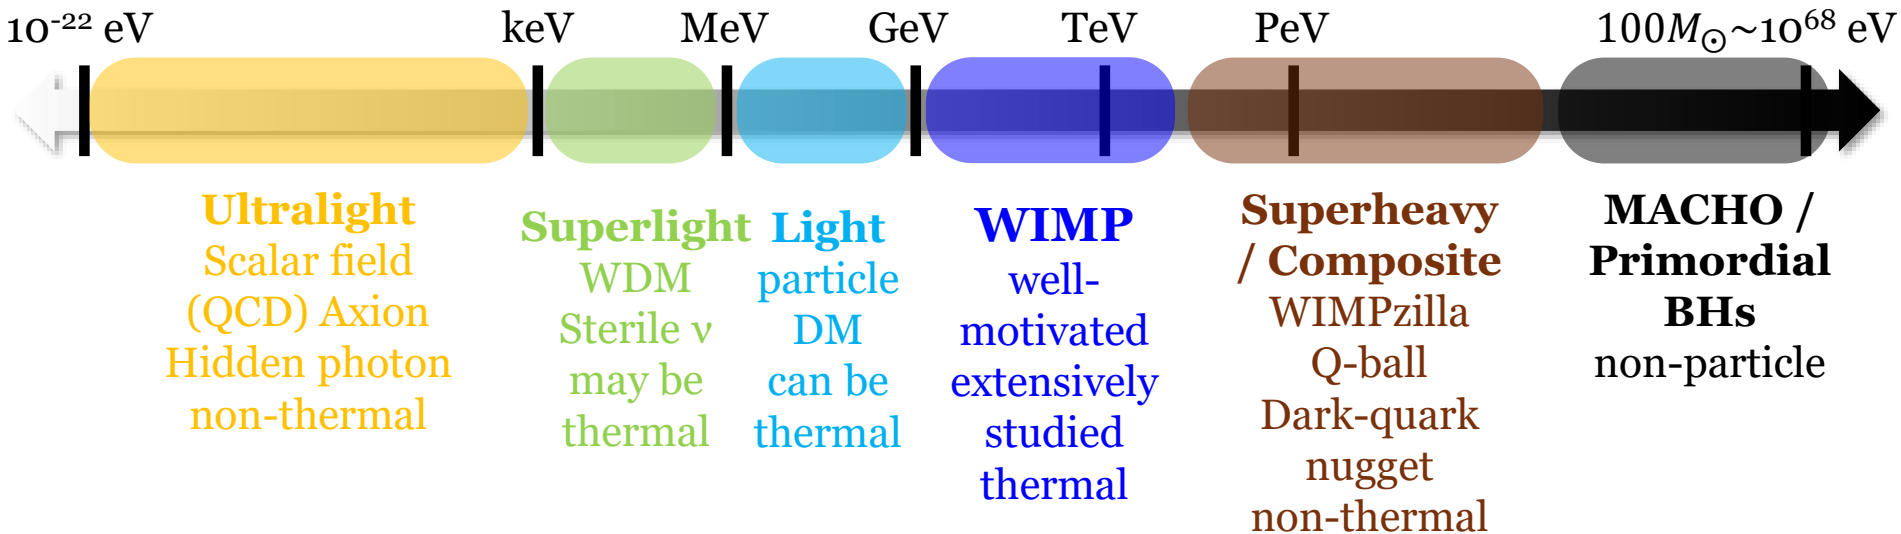 10⁻²² eV keV MeV GeV TeV PeV 100M☉~10⁶⁸ eV
Ultralight
Scalar field
(QCD) Axion
Hidden photon
non-thermal
Superlight
WDM
Sterile ν
may be
thermal
Light
particle
DM
can be
thermal
WIMP
well-
motivated
extensively
studied
thermal
Superheavy
/ Composite
WIMPzilla
Q-ball
Dark-quark
nugget
non-thermal
MACHO /
Primordial
BHs
non-particle